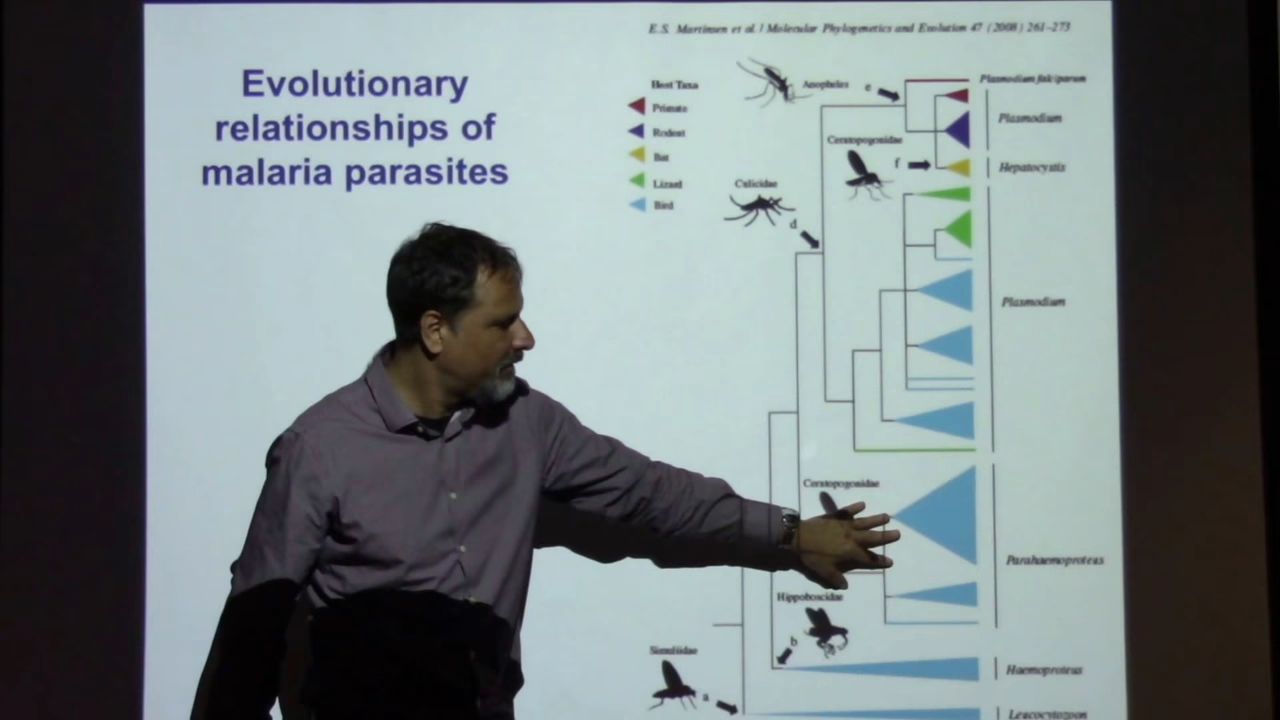 E.S. Martinsen et al. / Molecular Phylogenetics and Evolution 47 (2008) 261–273
Evolutionary
relationships of
malaria parasites
Host Taxa
Primate
Rodent
Bat
Lizard
Bird
Anopheles
e
Plasmodium falciparum
Plasmodium
Ceratopogonidae
f
Hepatocystis
Culicidae
d
Plasmodium
Ceratopogonidae
Parahaemoproteus
Hippoboscidae
b
Simuliidae
Haemoproteus
a
Leucocytozoon